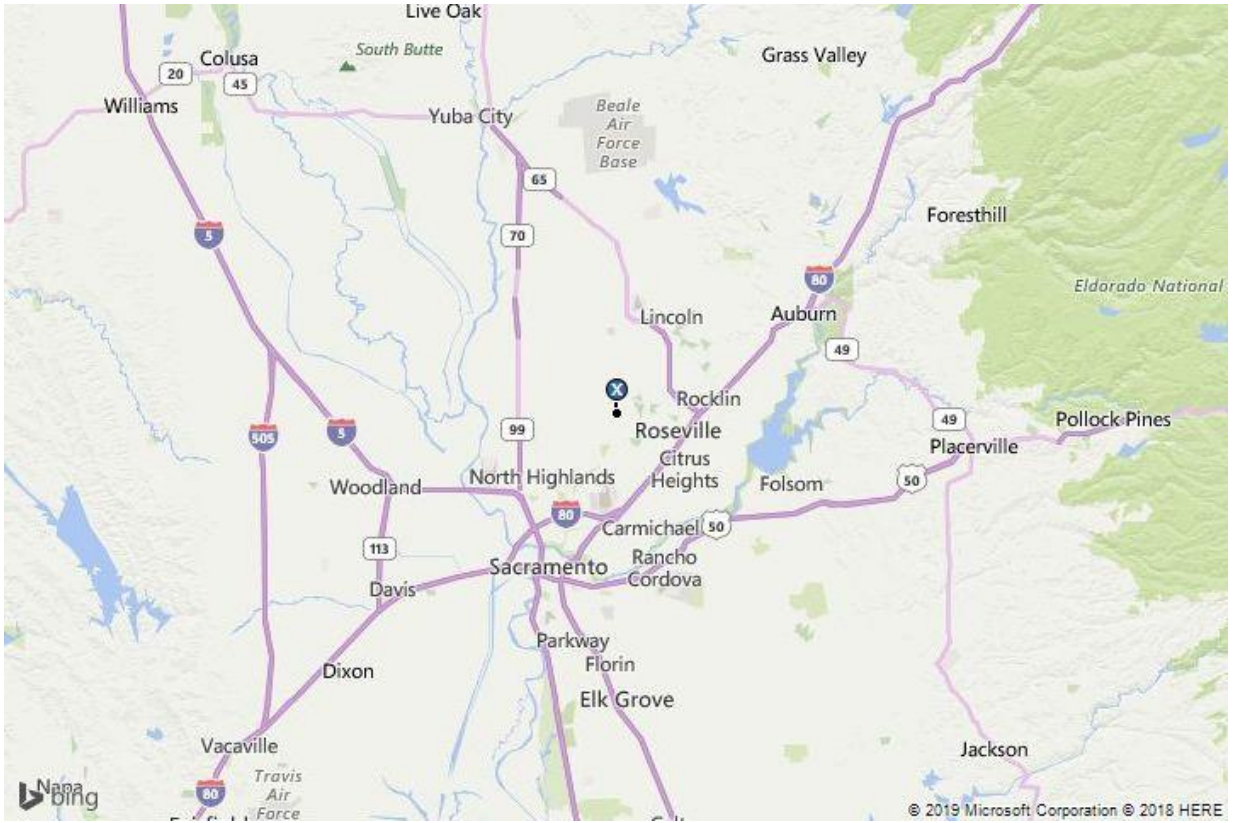 Live Oak
South Butte
Grass Valley
Colusa
20
45
Williams
Yuba City
Beale
Air
Force
Base
65
Foresthill
5
70
80
Eldorado National
Lincoln
Auburn
49
X
Rocklin
49
Pollock Pines
99
Roseville
505
5
Placerville
Citrus
Heights
North Highlands
Woodland
Folsom
50
80
Carmichael
50
113
Rancho
Cordova
Sacramento
Davis
Parkway
Florin
Dixon
Elk Grove
Vacaville
Jackson
Travis
Air
Force
80
Napa
bing
© 2019 Microsoft Corporation © 2018 HERE